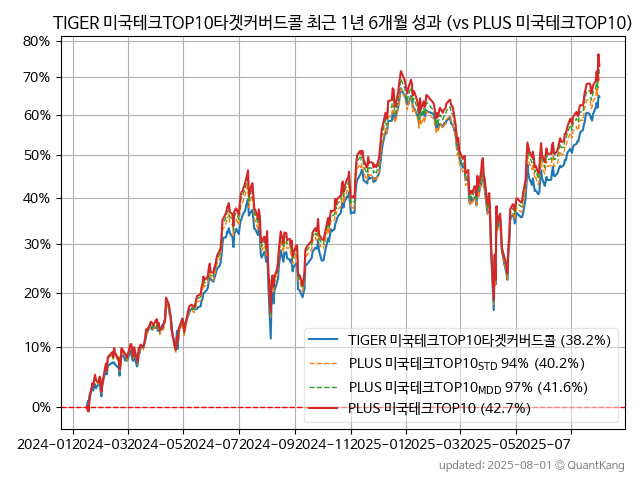 TIGER 미국테크TOP10타겟커버드콜 최근 1년 6개월 성과 (vs PLUS 미국테크TOP10)
80%
70%
60%
50%
40%
30%
20%
10%
0%
TIGER 미국테크TOP10타겟커버드콜 (38.2%)
PLUS 미국테크TOP10STD 94% (40.2%)
PLUS 미국테크TOP10MDD 97% (41.6%)
PLUS 미국테크TOP10 (42.7%)
2024-01 2024-03 2024-05 2024-07 2024-09 2024-11 2025-01 2025-03 2025-05 2025-07
updated: 2025-08-01 © QuantKang